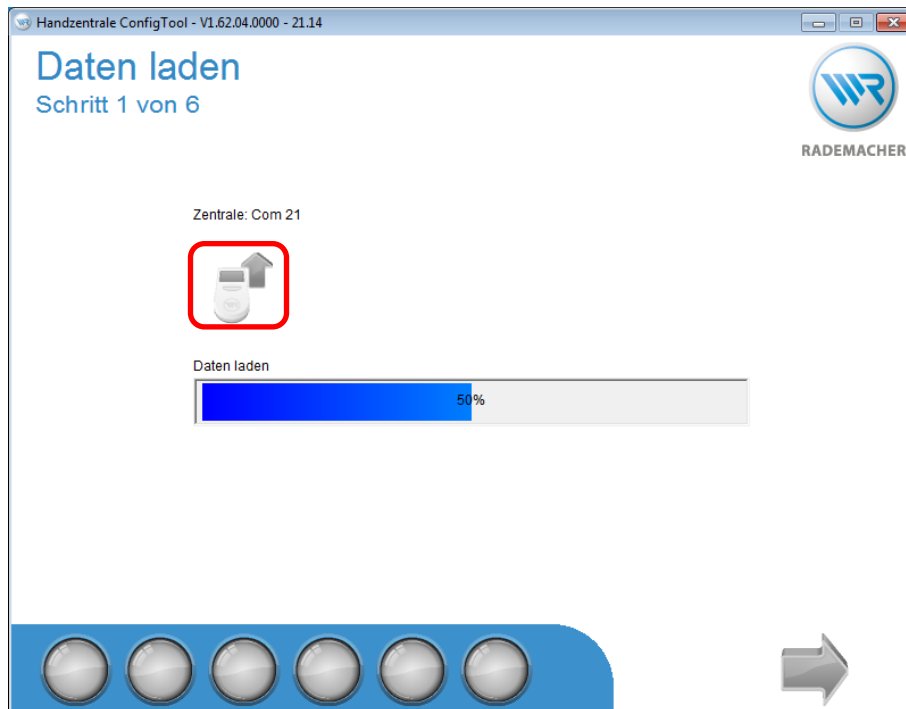 Handzentrale ConfigTool - V1.62.04.0000 - 21.14
Daten laden
Schritt 1 von 6
RADEMACHER
Zentrale: Com 21
Daten laden
50%